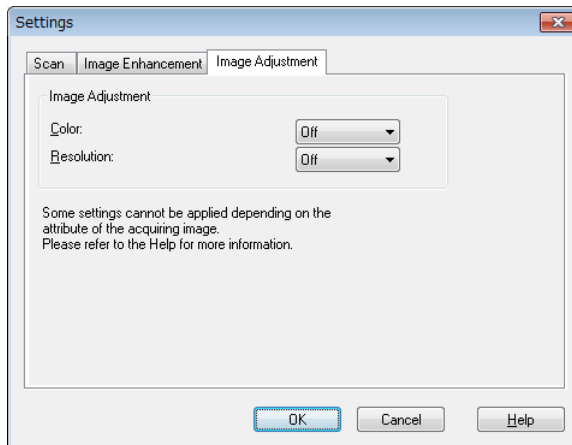 Settings
Scan Image Enhancement Image Adjustment
Image Adjustment
Color: Off
Resolution: Off
Some settings cannot be applied depending on the
attribute of the acquiring image.
Please refer to the Help for more information.
OK Cancel Help